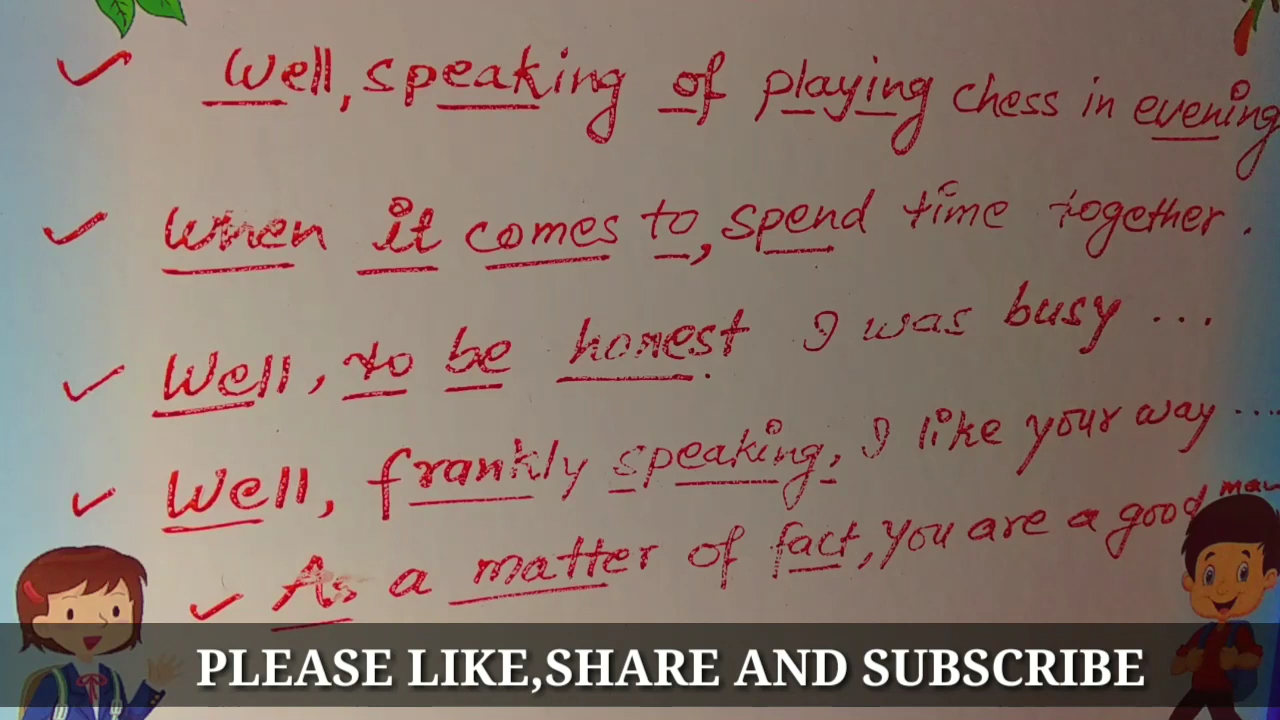 Well, speaking of playing chess in evening
When it comes to, spend time together.
Well, to be honest I was busy ...
Well, frankly speaking, I like your way ....
As a matter of fact, you are a good man
PLEASE LIKE,SHARE AND SUBSCRIBE